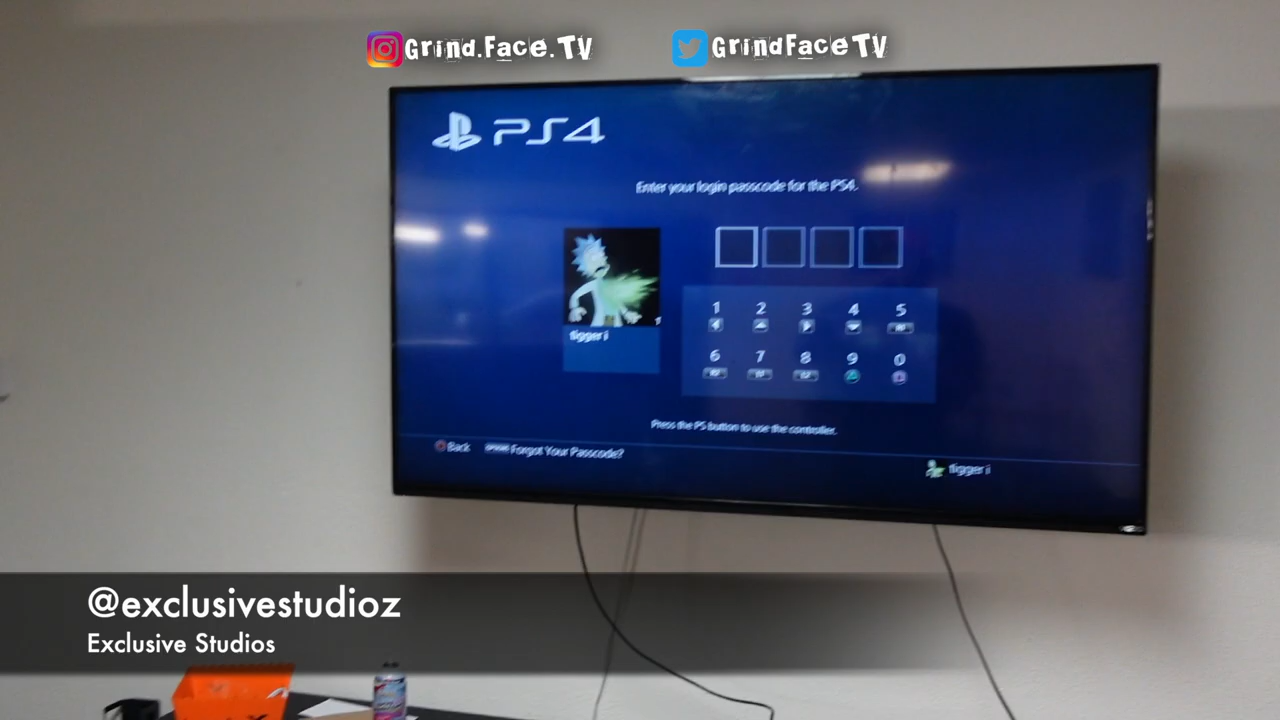 Grind.Face.TV
GrindFaceTV
PS4
Enter your login passcode for the PS4.
1 2 3 4 5
6 7 8 9 0
Press the PS button to use the controller.
Back
Forgot Your Passcode?
@exclusivestudioz
Exclusive Studios